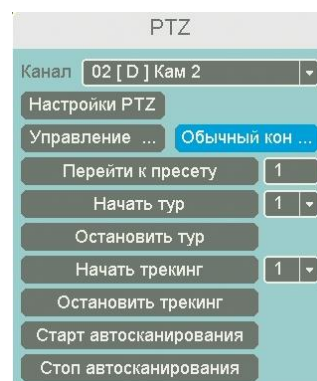 PTZ
Канал 02 [ D ] Кам 2
Настройки PTZ
Управление ... Обычный кон ...
Перейти к пресету 1
Начать тур 1
Остановить тур
Начать трекинг 1
Остановить трекинг
Старт автосканирования
Стоп автосканирования